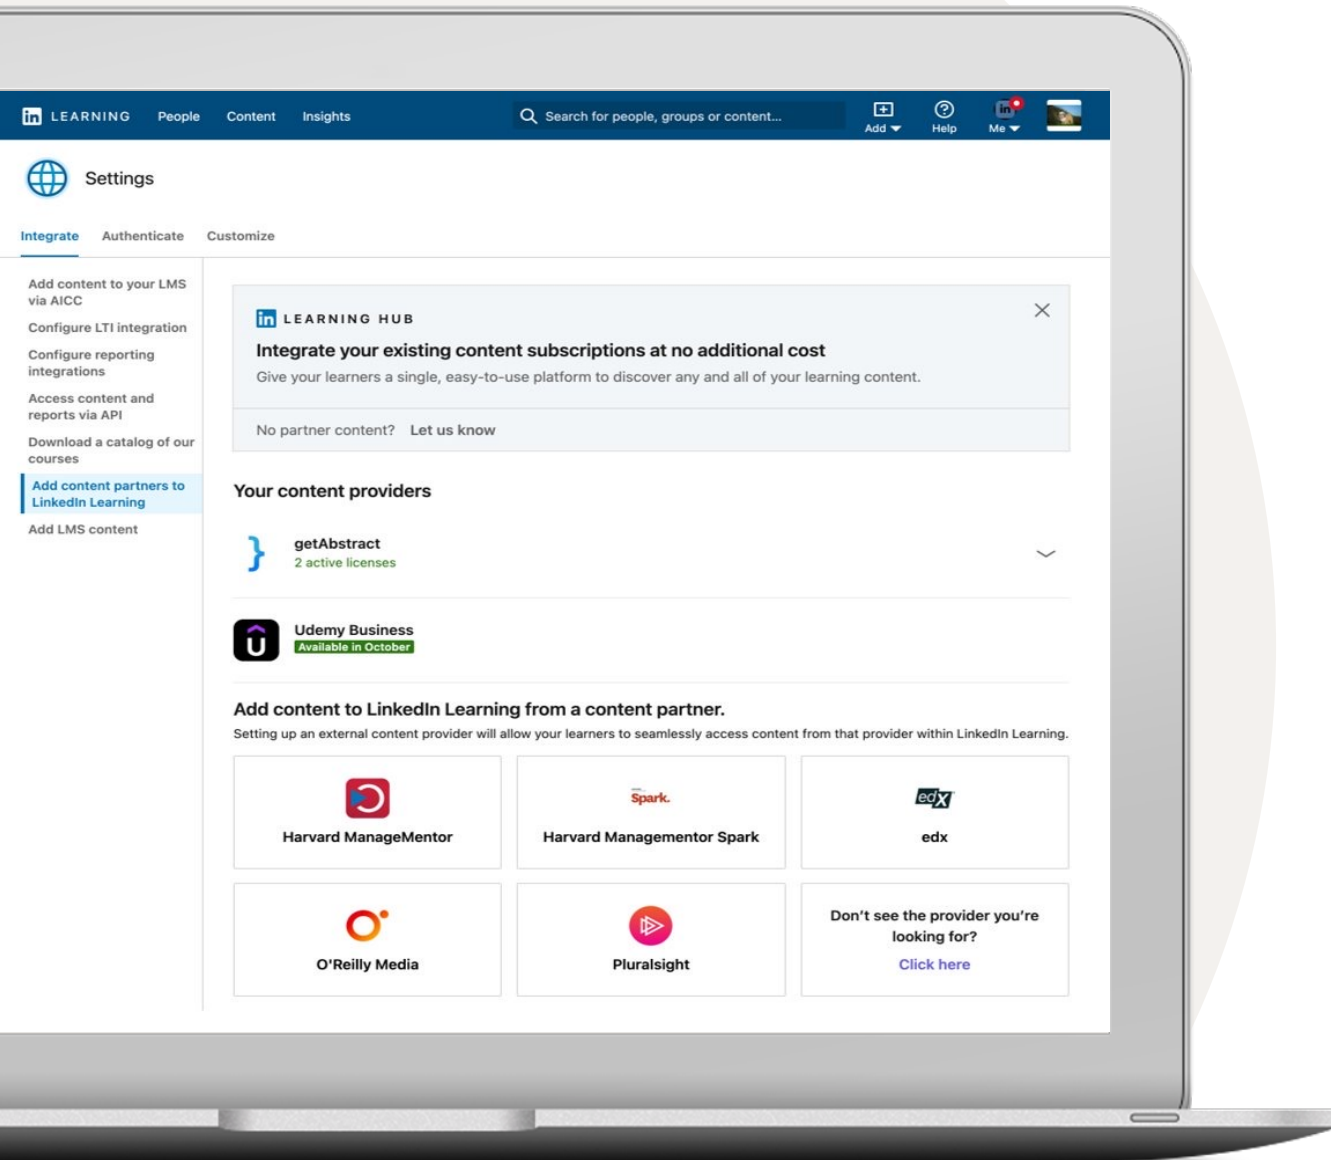 in LEARNING People Content Insights Search for people, groups or content... Add Help Me
Settings
Integrate Authenticate Customize
Add content to your LMS
via AICC
Configure LTI integration
Configure reporting
integrations
Access content and
reports via API
Download a catalog of our
courses
Add content partners to
LinkedIn Learning
Add LMS content
in LEARNING HUB
Integrate your existing content subscriptions at no additional cost
Give your learners a single, easy-to-use platform to discover any and all of your learning content.
No partner content? Let us know
Your content providers
getAbstract
2 active licenses
Udemy Business
Available in October
Add content to LinkedIn Learning from a content partner.
Setting up an external content provider will allow your learners to seamlessly access content from that provider within LinkedIn Learning.
Harvard ManageMentor
Spark.
Harvard Managementor Spark
edX
edx
O'Reilly Media
Pluralsight
Don't see the provider you're
looking for?
Click here